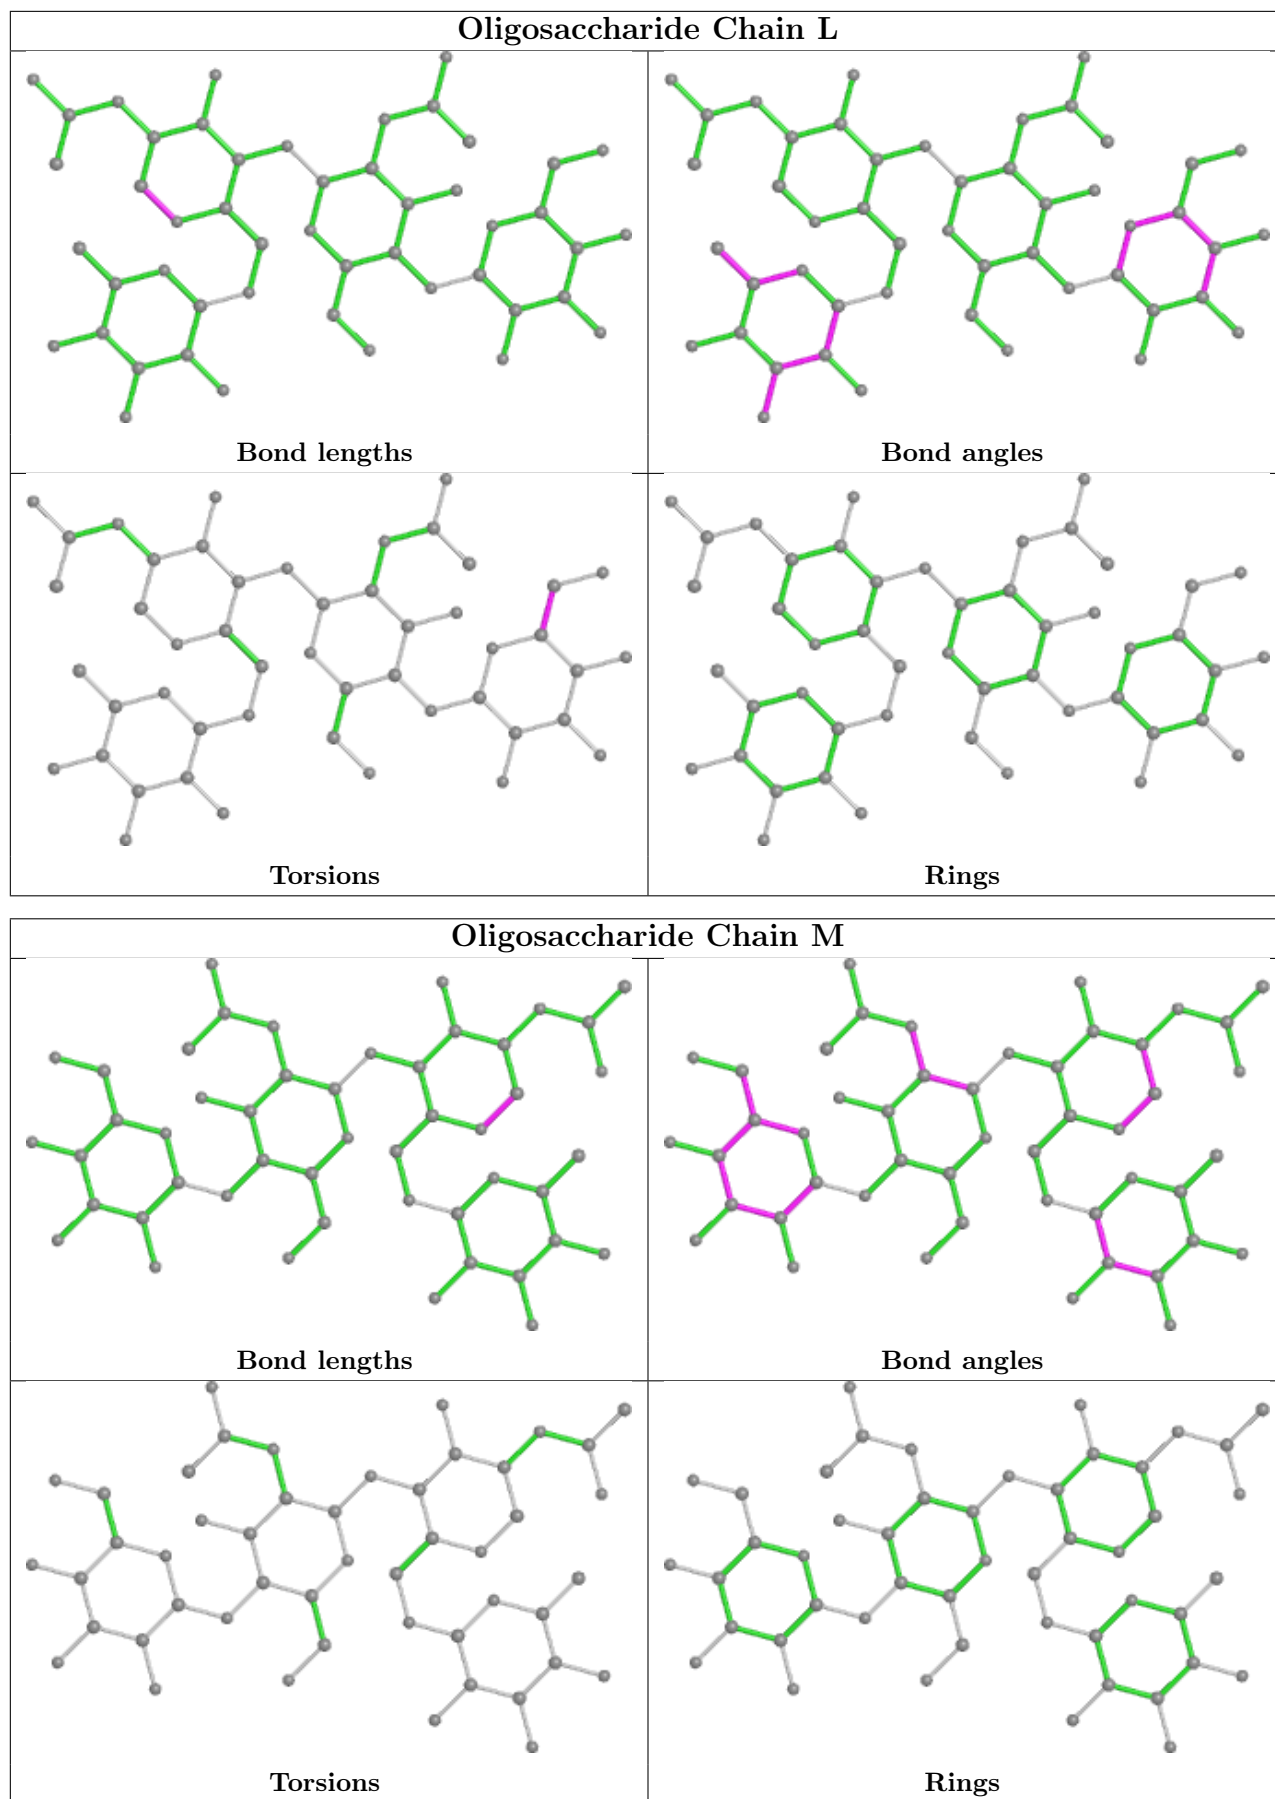 Oligosaccharide Chain L
Bond lengths
Bond angles
Torsions
Rings
Oligosaccharide Chain M
Bond lengths
Bond angles
Torsions
Rings